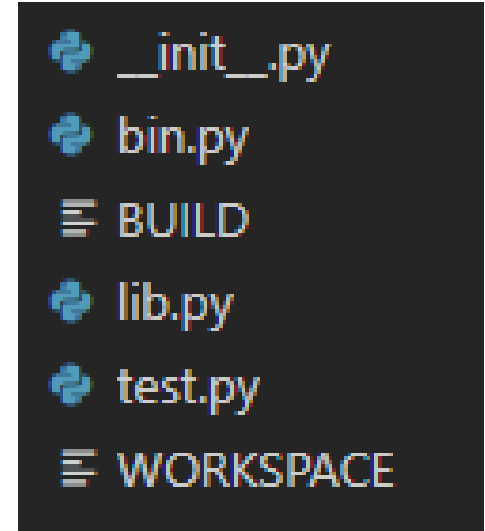 __init__.py
bin.py
BUILD
lib.py
test.py
WORKSPACE